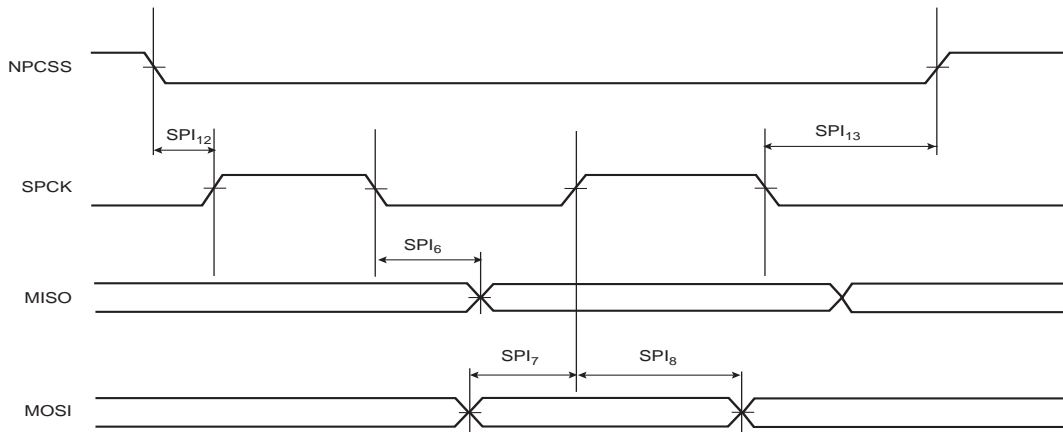 NPCSS
SPI₁₂
SPI₁₃
SPCK
SPI₆
MISO
SPI₇
SPI₈
MOSI